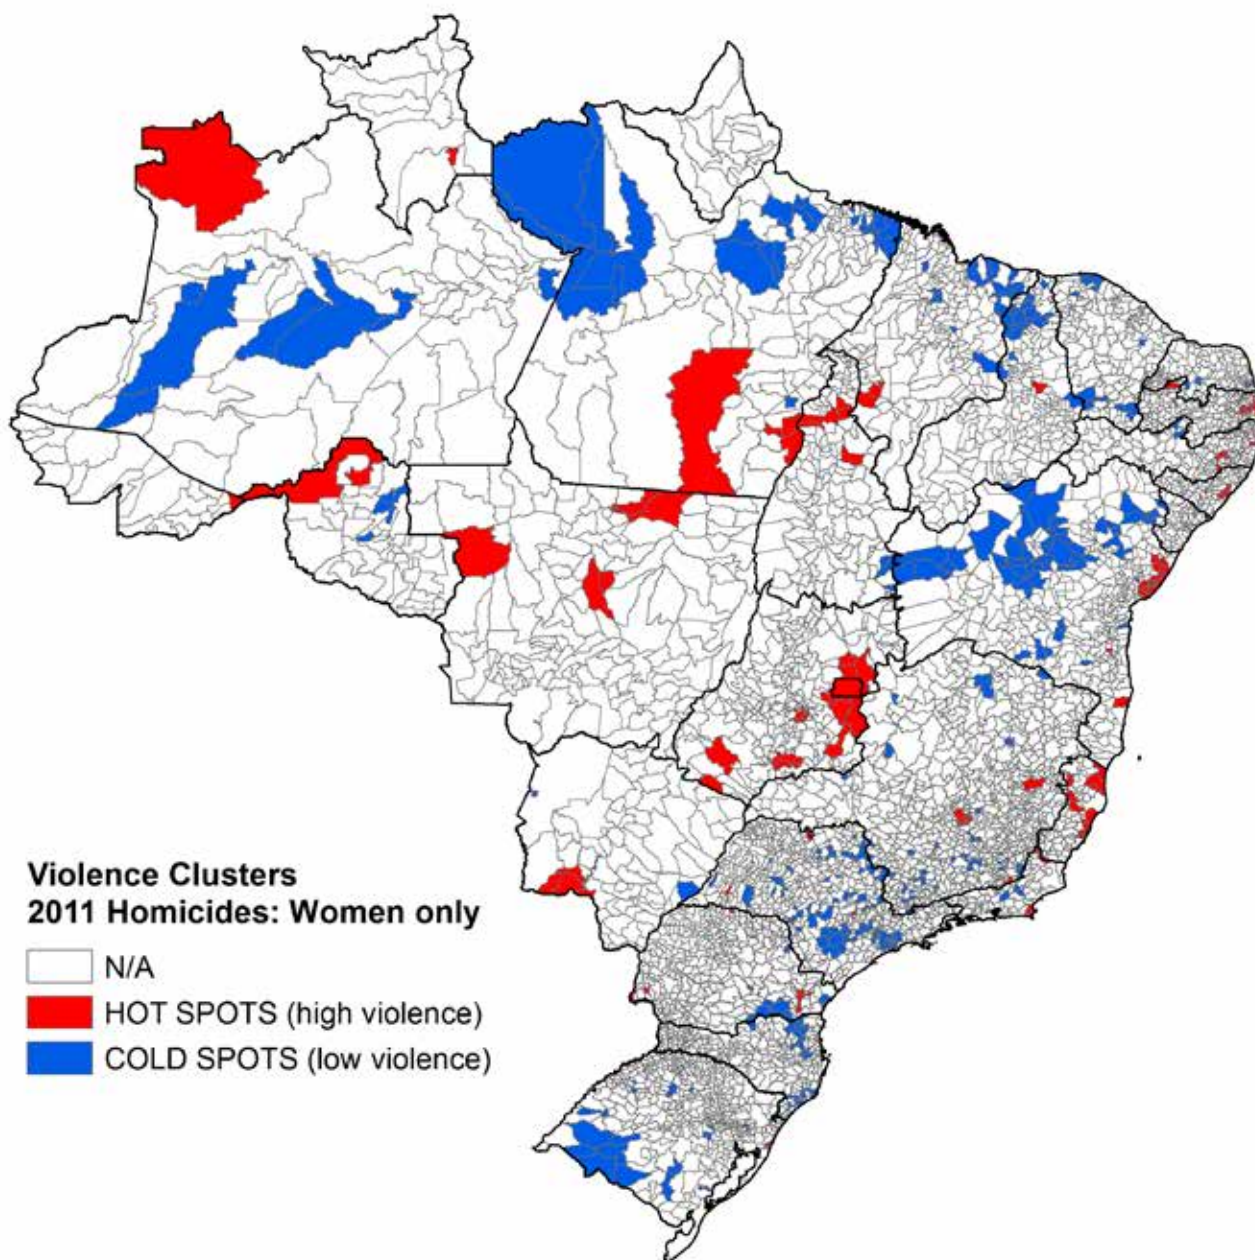 Violence Clusters
2011 Homicides: Women only
N/A
HOT SPOTS (high violence)
COLD SPOTS (low violence)